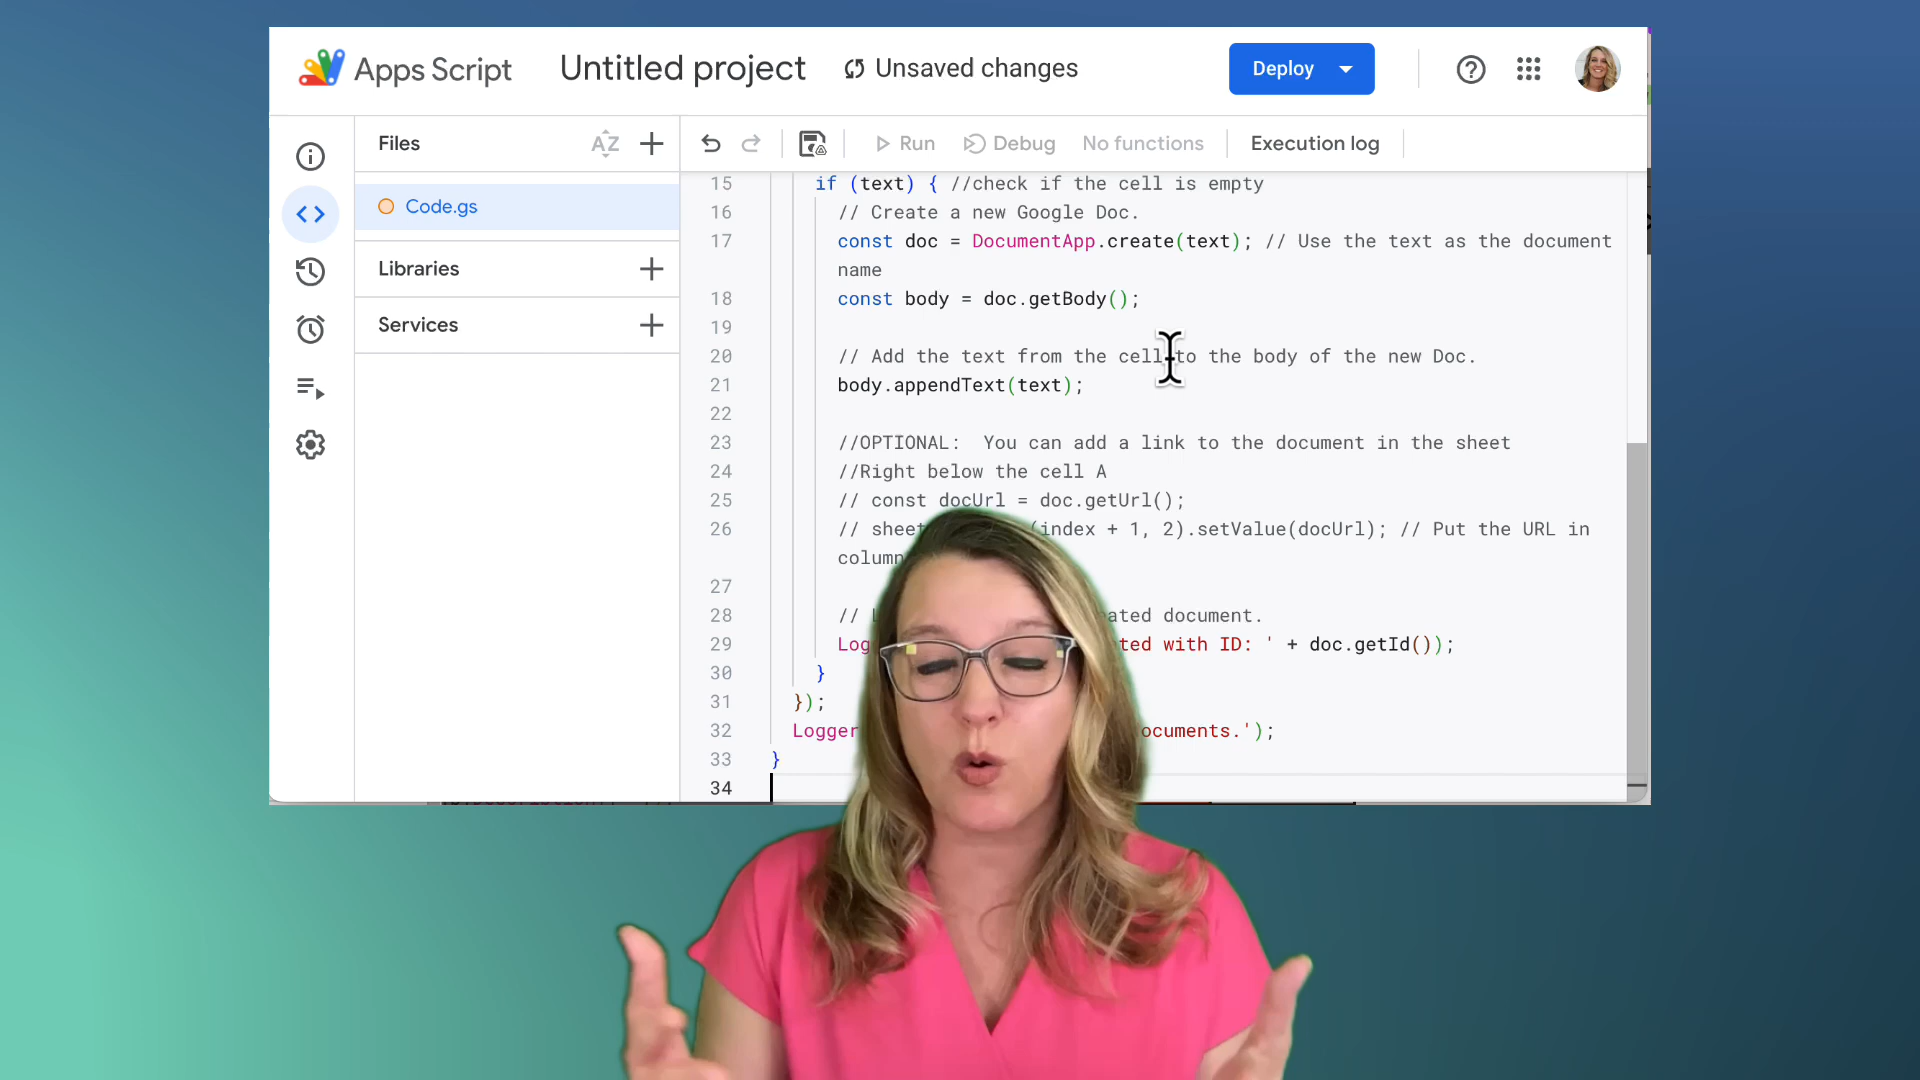 Apps Script
Untitled project
Unsaved changes
Deploy
Files
AZ
Run
Debug
No functions
Execution log
Code.gs
Libraries
Services
15 if (text) { //check if the cell is empty
16 // Create a new Google Doc.
17 const doc = DocumentApp.create(text); // Use the text as the document
name
18 const body = doc.getBody();
19
20 // Add the text from the cell to the body of the new Doc.
21 body.appendText(text);
22
23 //OPTIONAL:  You can add a link to the document in the sheet
24 //Right below the cell A
25 // const docUrl = doc.getUrl();
26 // sheet (index + 1, 2).setValue(docUrl); // Put the URL in
27
28 // document.
29 with ID: ' + doc.getId());
30 }
31 });
32 Logger
33 }
34